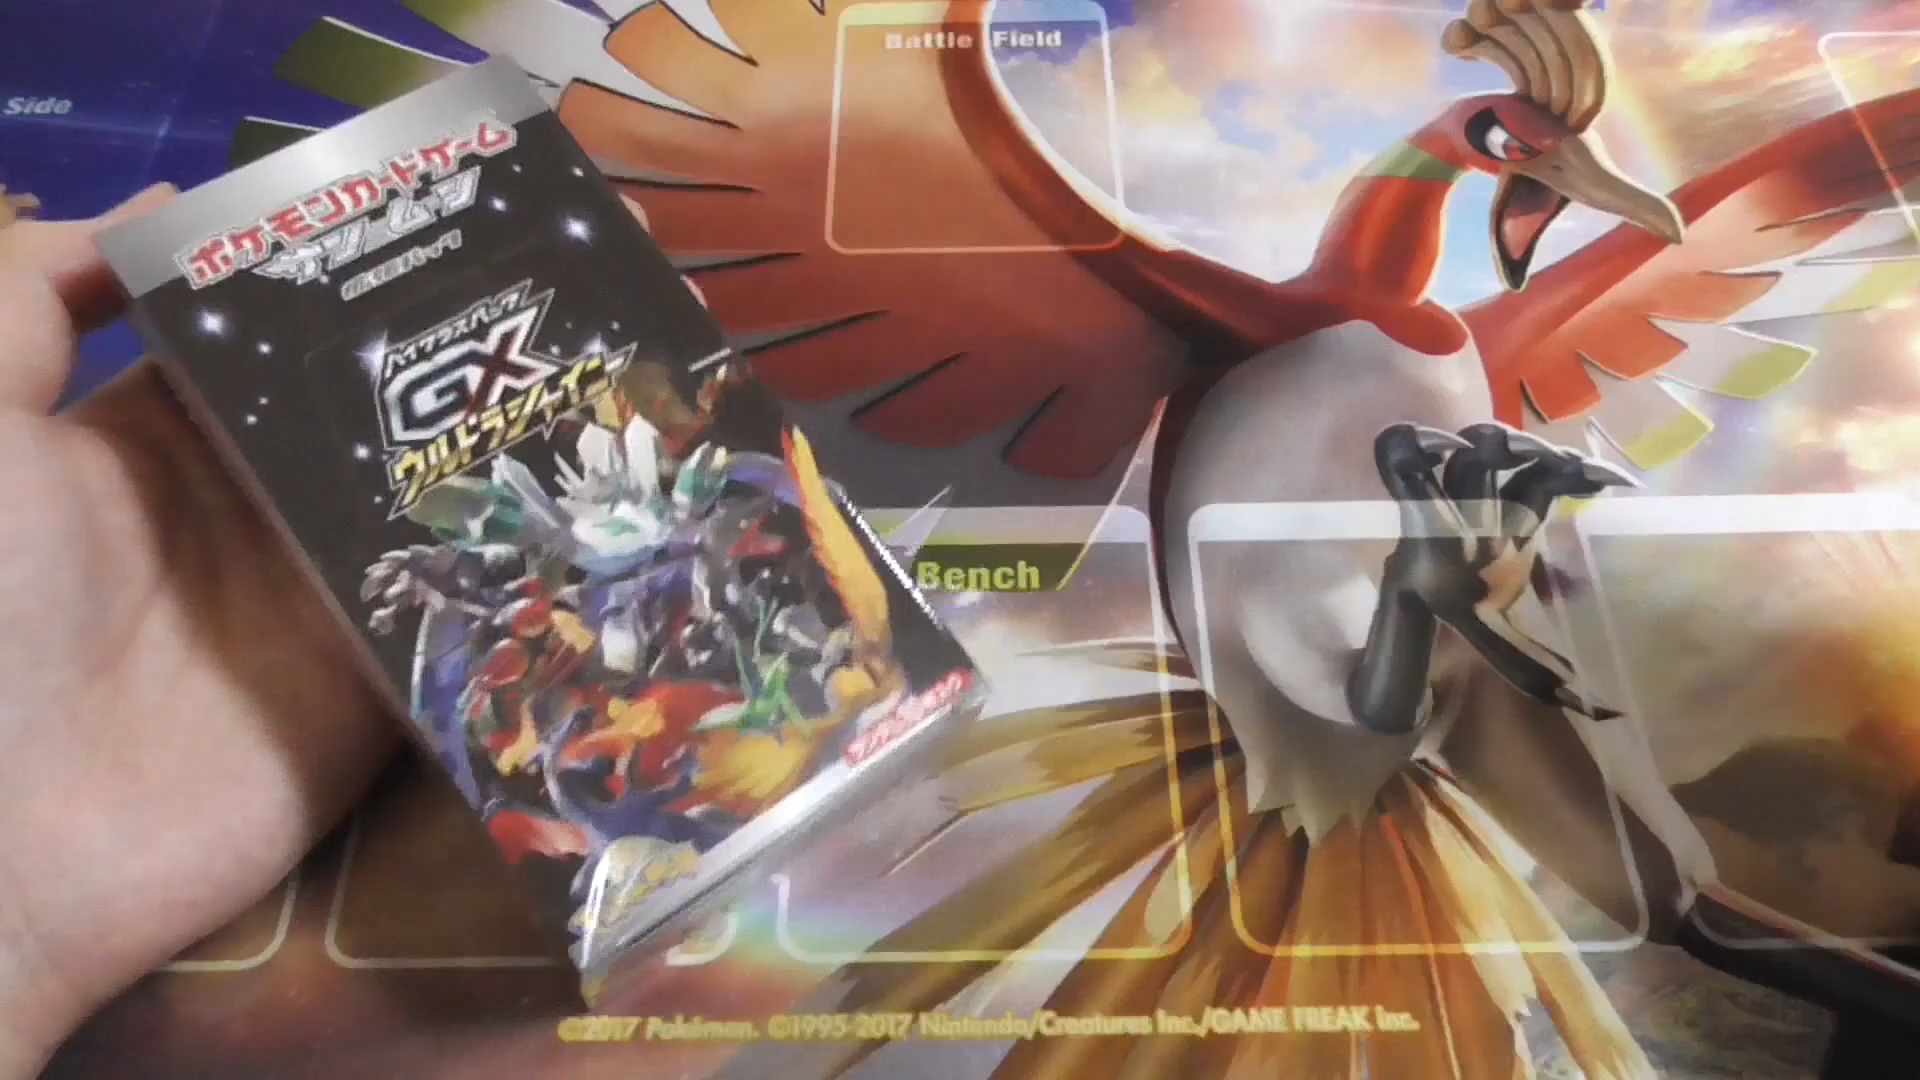 Side
Battle Field
ポケモンカードゲーム
サン&ムーン
ハイクラスパック
GX
ウルトラシャイニー
Bench
©2017 Pokémon. ©1995-2017 Nintendo/Creatures Inc./GAME FREAK inc.